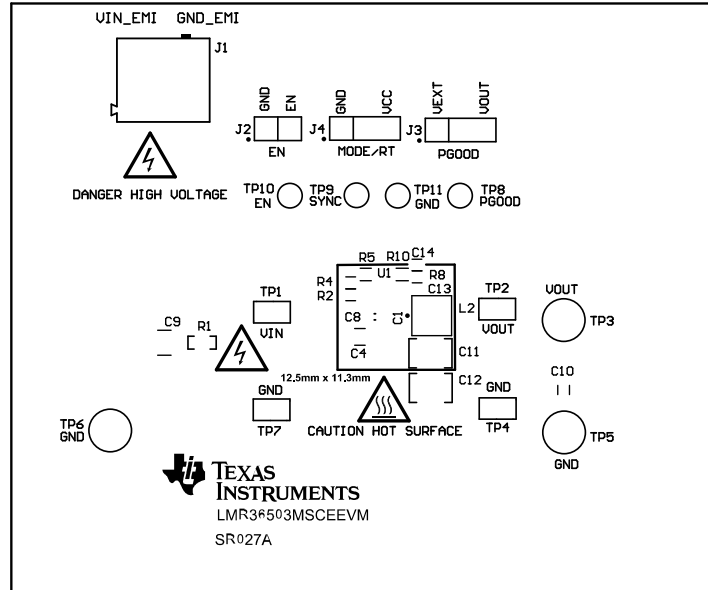 VIN_EMI GND_EMI
J1
GND EN
GND VCC
VEXT VOUT
J2 J4 J3
EN MODE/RT PGOOD
DANGER HIGH VOLTAGE
TP10 EN
TP9 SYNC
TP11 GND
TP8 PGOOD
R5 R10 C14
U1
R4 R8
R2 C13
TP1
VIN
C8 C1
L2
TP2
VOUT
VOUT
TP3
C9 R1
C4
C11
12.5mm x 11.3mm
C12
C10
GND
TP7
CAUTION HOT SURFACE
GND
TP4
TP6 GND
TP5
GND
TEXAS
INSTRUMENTS
LMR36503MSCEEVM
SR027A